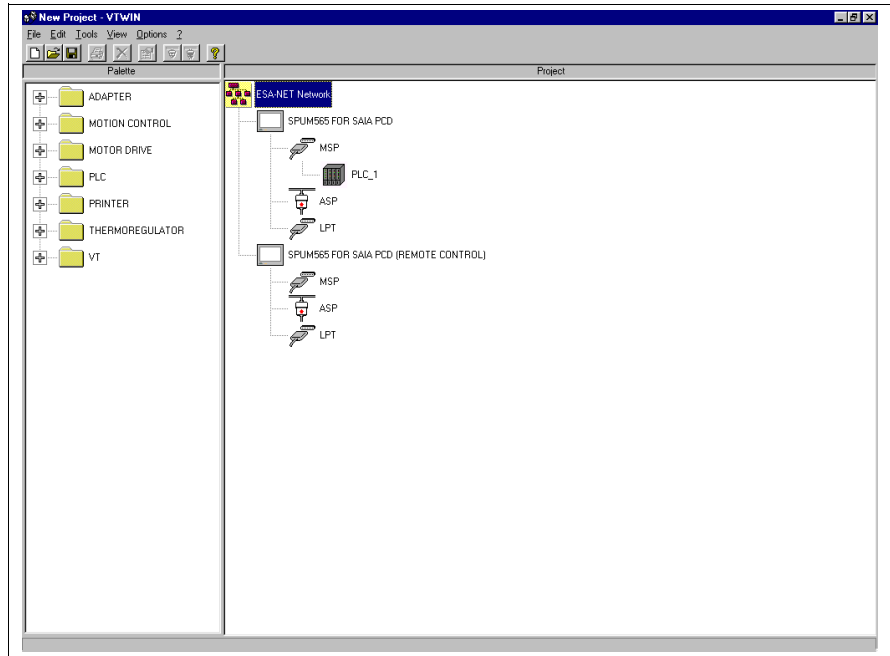 New Project - VTWIN
File Edit Tools View Options ?
Palette
Project
ADAPTER
MOTION CONTROL
MOTOR DRIVE
PLC
PRINTER
THERMOREGULATOR
VT
ESA-NET Network
SPUM565 FOR SAIA PCD
MSP
PLC_1
ASP
LPT
SPUM565 FOR SAIA PCD (REMOTE CONTROL)
MSP
ASP
LPT